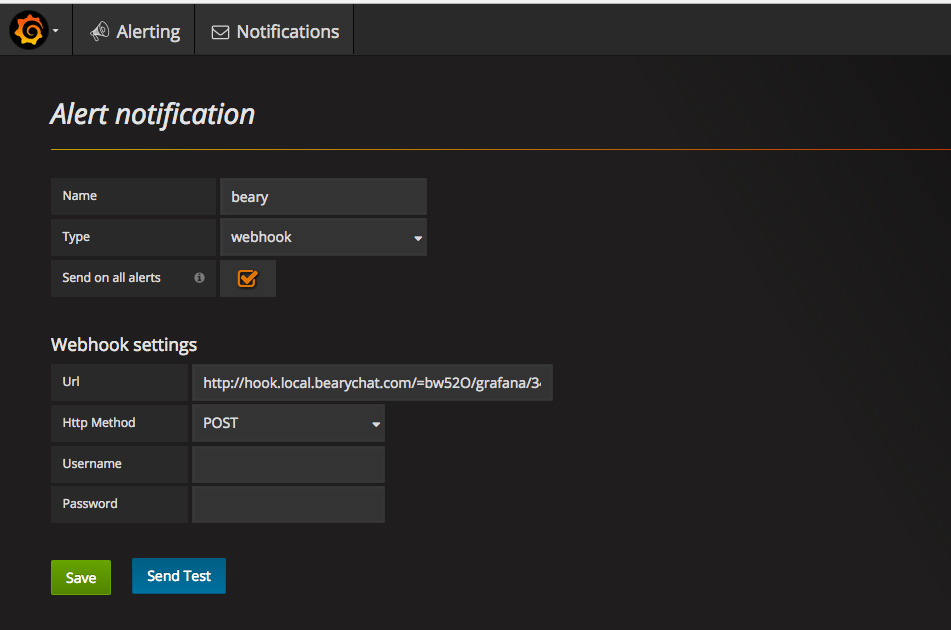 Alerting
Notifications
Alert notification
Name
beary
Type
webhook
Send on all alerts
Webhook settings
Url
http://hook.local.bearychat.com/=bw52O/grafana/3
Http Method
POST
Username
Password
Save
Send Test